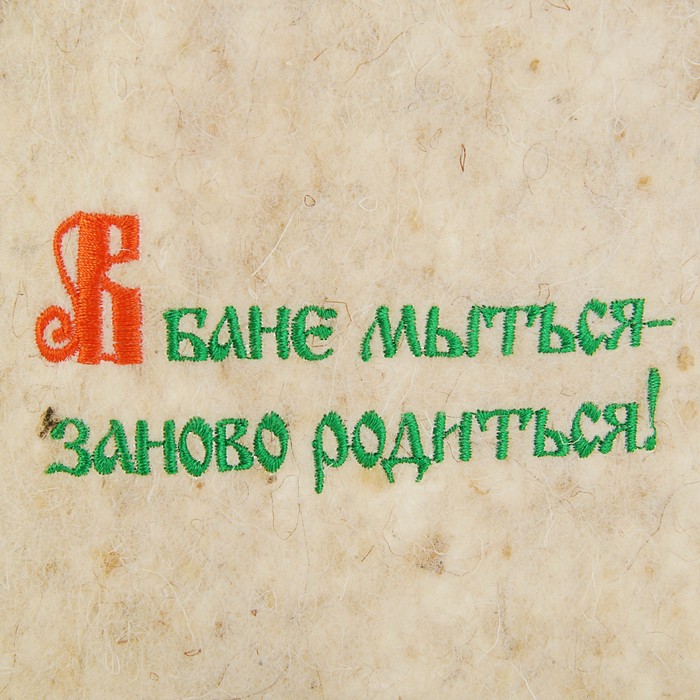 В бане мыться-
заново родиться!